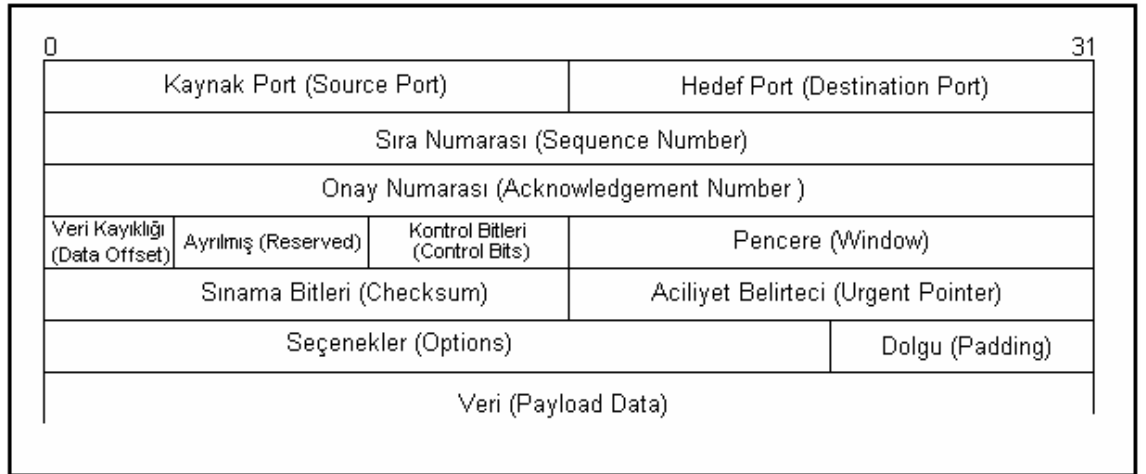 0 31
Kaynak Port (Source Port) Hedef Port (Destination Port)
Sıra Numarası (Sequence Number)
Onay Numarası (Acknowledgement Number )
Veri Kayıklığı
(Data Offset)
Ayrılmış (Reserved)
Kontrol Bitleri
(Control Bits)
Pencere (Window)
Sınama Bitleri (Checksum) Aciliyet Belirteci (Urgent Pointer)
Seçenekler (Options) Dolgu (Padding)
Veri (Payload Data)